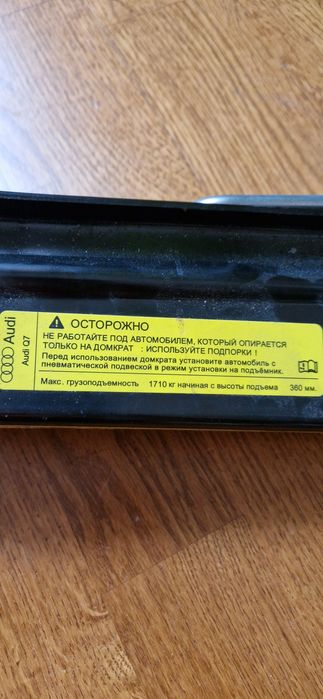 Audi
Audi Q7
ОСТОРОЖНО
НЕ РАБОТАЙТЕ ПОД АВТОМОБИЛЕМ, КОТОРЫЙ ОПИРАЕТСЯ
ТОЛЬКО НА ДОМКРАТ : ИСПОЛЬЗУЙТЕ ПОДПОРКИ !
Перед использованием домкрата установите автомобиль с
пневматической подвеской в режим установки на подъёмник.
Макс. грузоподъемность 1710 кг начиная с высоты подъема 360 мм.